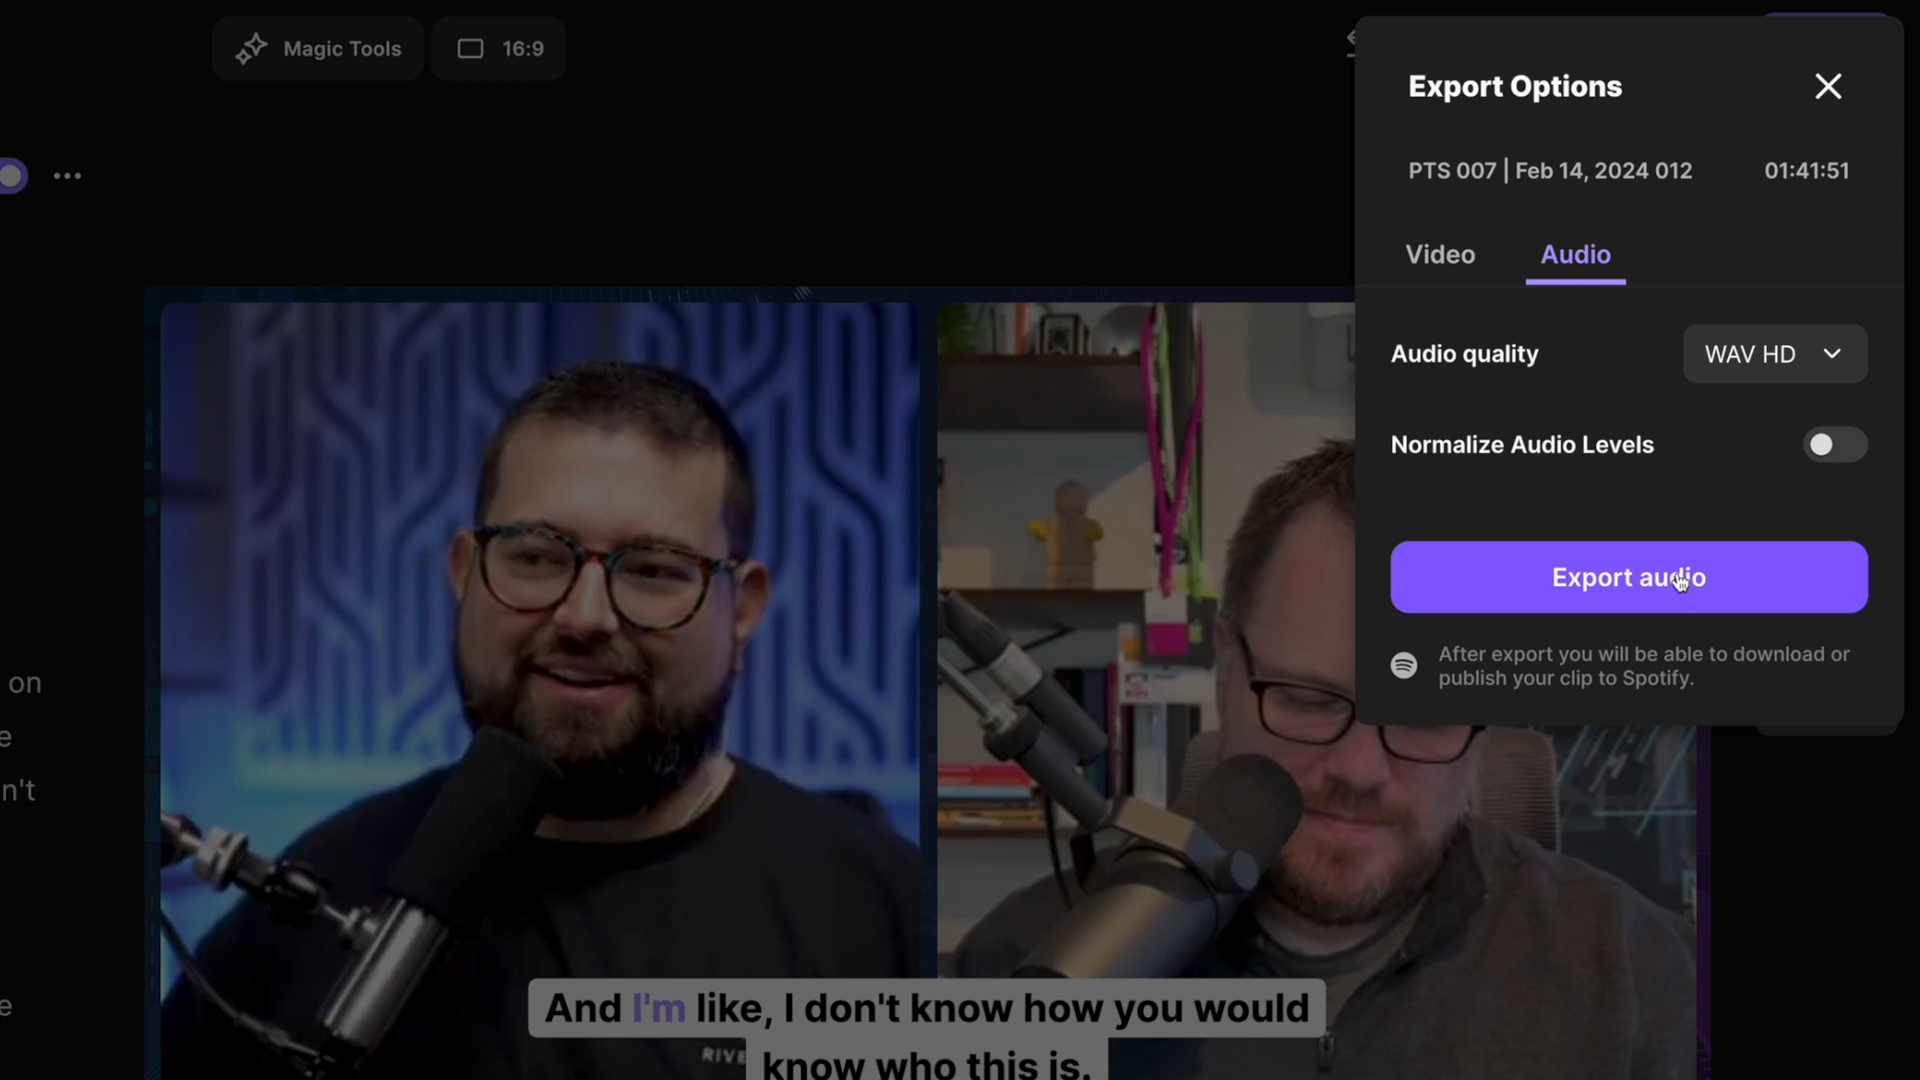 Magic Tools
16:9
Export Options
PTS 007 | Feb 14, 2024 012
01:41:51
Video
Audio
Audio quality
WAV HD
Normalize Audio Levels
Export audio
After export you will be able to download or
publish your clip to Spotify.
on
e
n't
e
And I'm like, I don't know how you would
know who this is.
RIVE